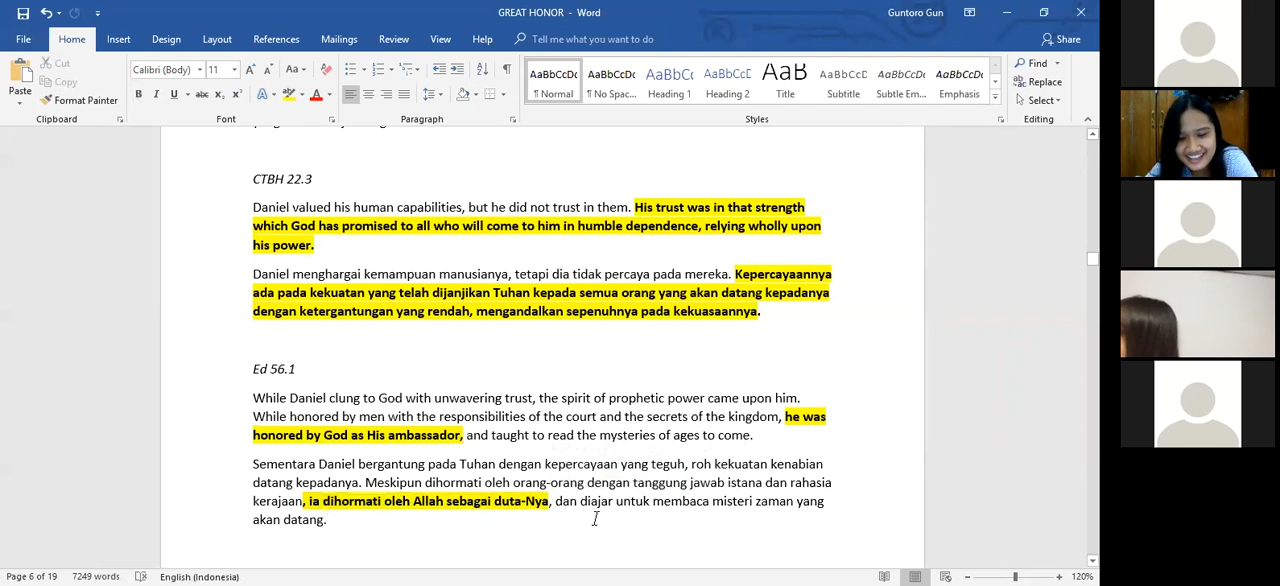 GREAT HONOR - Word
Guntoro Gun
File Home Insert Design Layout References Mailings Review View Help Tell me what you want to do Share
Paste Cut Copy Format Painter
Clipboard
Calibri (Body) 11
Font
Paragraph
AaBbCcDc AaBbCcDc AaBbCc AaBbCcD AaB AaBbCcD AaBbCcDc AaBbCcDc
¶ Normal ¶ No Spac... Heading 1 Heading 2 Title Subtitle Subtle Em... Emphasis
Styles
Find
Replace
Select
Editing
CTBH 22.3
Daniel valued his human capabilities, but he did not trust in them. His trust was in that strength
which God has promised to all who will come to him in humble dependence, relying wholly upon
his power.
Daniel menghargai kemampuan manusianya, tetapi dia tidak percaya pada mereka. Kepercayaannya
ada pada kekuatan yang telah dijanjikan Tuhan kepada semua orang yang akan datang kepadanya
dengan ketergantungan yang rendah, mengandalkan sepenuhnya pada kekuasaannya.
Ed 56.1
While Daniel clung to God with unwavering trust, the spirit of prophetic power came upon him.
While honored by men with the responsibilities of the court and the secrets of the kingdom, he was
honored by God as His ambassador, and taught to read the mysteries of ages to come.
Sementara Daniel bergantung pada Tuhan dengan kepercayaan yang teguh, roh kekuatan kenabian
datang kepadanya. Meskipun dihormati oleh orang-orang dengan tanggung jawab istana dan rahasia
kerajaan, ia dihormati oleh Allah sebagai duta-Nya, dan diajar untuk membaca misteri zaman yang
akan datang.
Page 6 of 19 7249 words English (Indonesia) 120%